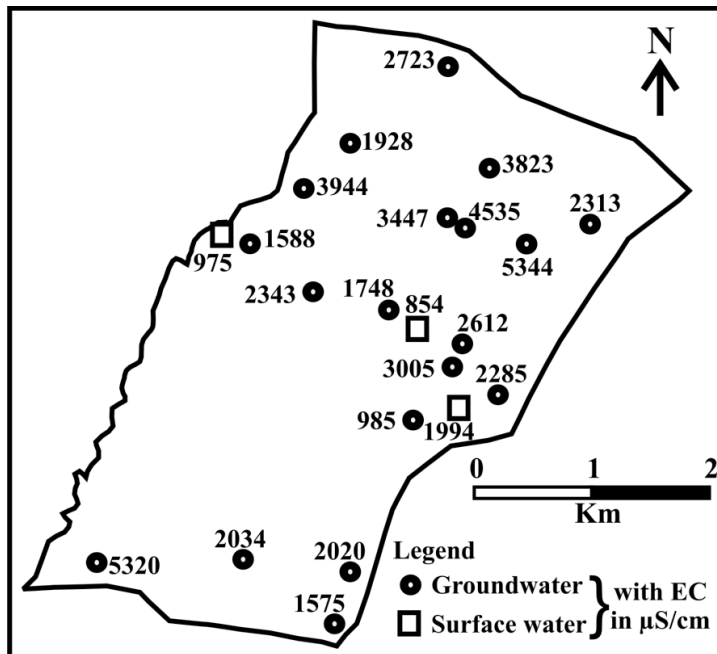 2723
N
1928
3823
3944
2313
3447
4535
1588
975
5344
2343
1748
854
2612
3005
2285
985
1994
0 1 2
Km
5320
2034
2020
1575
Legend
Groundwater
Surface water
with EC
in μS/cm